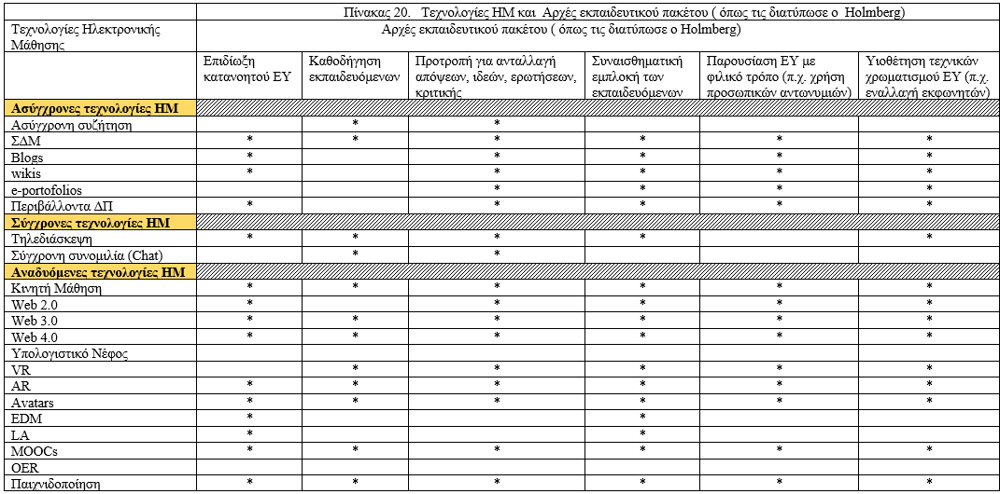 Πίνακας 20. Τεχνολογίες ΗΜ και Αρχές εκπαιδευτικού πακέτου ( όπως τις διατύπωσε ο Holmberg)
Τεχνολογίες Ηλεκτρονικής Μάθησης
Αρχές εκπαιδευτικού πακέτου ( όπως τις διατύπωσε ο Holmberg)
Επιδίωξη κατανοητού ΕΥ
Καθοδήγηση εκπαιδευόμενων
Προτροπή για ανταλλαγή απόψεων, ιδεών, ερωτήσεων, κριτικής
Συναισθηματική εμπλοκή των εκπαιδευόμενων
Παρουσίαση ΕΥ με φιλικό τρόπο (π.χ. χρήση προσωπικών αντωνυμιών)
Υιοθέτηση τεχνικών χρωματισμού ΕΥ (π.χ. εναλλαγή εκφωνητών)
Ασύγχρονες τεχνολογίες ΗΜ
Ασύγχρονη συζήτηση * *
ΣΔΜ * * * * * *
Blogs * * * * *
wikis * * * * *
e-portofolios * * * *
Περιβάλλοντα ΔΠ * * * * *
Σύγχρονες τεχνολογίες ΗΜ
Τηλεδιάσκεψη * * * * *
Σύγχρονη συνομιλία (Chat) * *
Αναδυόμενες τεχνολογίες ΗΜ
Κινητή Μάθηση * * * * * *
Web 2.0 * * * * *
Web 3.0 * * * * * *
Web 4.0 * * * * * *
Υπολογιστικό Νέφος
VR * * * * *
AR * * * * * *
Avatars * * * * * *
EDM * *
LA * *
MOOCs * * * * * *
OER
Παιχνιδοποίηση * * * * * *